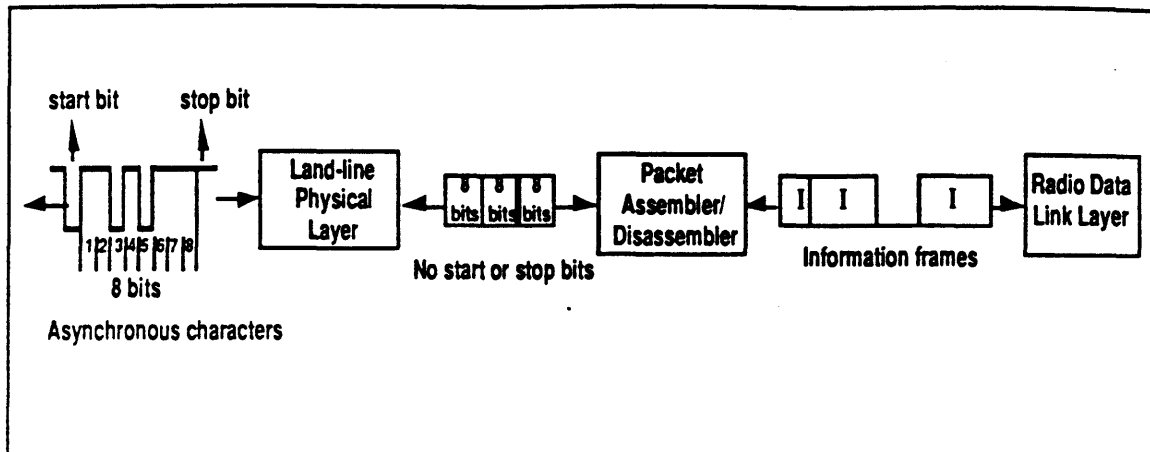 start bit
stop bit
Land-line
Physical
Layer
8 8 8
bits bits bits
Packet
Assembler/
Disassembler
I I I
Radio Data
Link Layer
1 2 3 4 5 6 7 8
8 bits
No start or stop bits
Information frames
Asynchronous characters